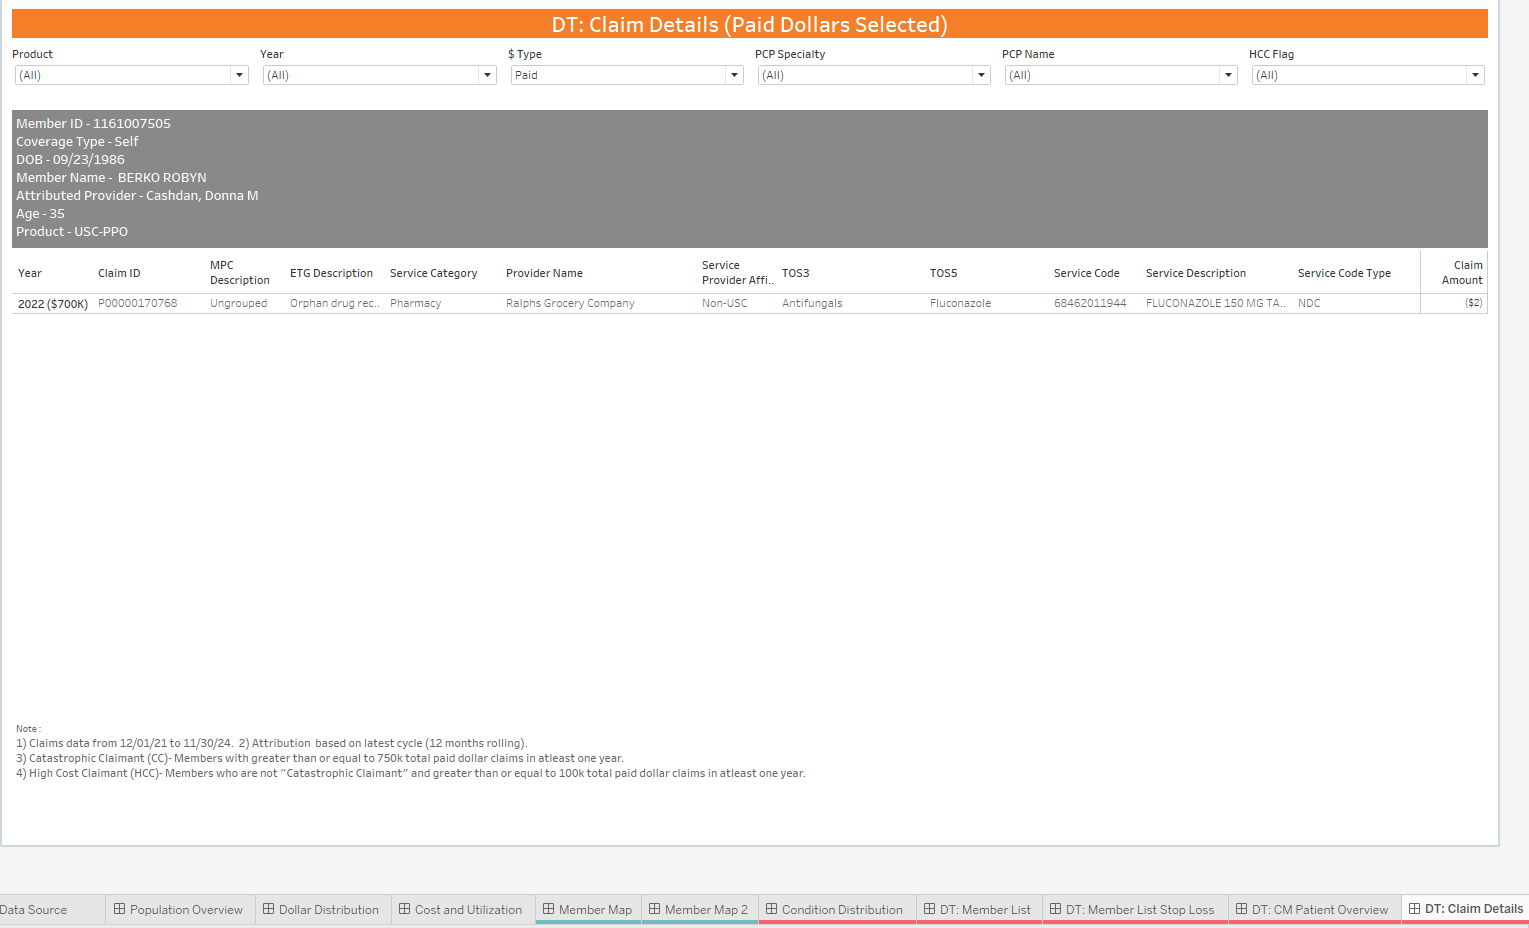 DT: Claim Details (Paid Dollars Selected)
Product Year $ Type PCP Specialty PCP Name HCC Flag
(All) (All) Paid (All) (All) (All)
Member ID - 1161007505
Coverage Type - Self
DOB - 09/23/1986
Member Name - BERKO ROBYN
Attributed Provider - Cashdan, Donna M
Age - 35
Product - USC-PPO
Year Claim ID MPC Description ETG Description Service Category Provider Name Service Provider Affi.. TOS3 TOS5 Service Code Service Description Service Code Type Claim Amount
2022 ($700K) P00000170768 Ungrouped Orphan drug rec.. Pharmacy Ralphs Grocery Company Non-USC Antifungals Fluconazole 68462011944 FLUCONAZOLE 150 MG TA.. NDC ($2)
Note :
1) Claims data from 12/01/21 to 11/30/24. 2) Attribution based on latest cycle (12 months rolling).
3) Catastrophic Claimant (CC)- Members with greater than or equal to 750k total paid dollar claims in atleast one year.
4) High Cost Claimant (HCC)- Members who are not "Catastrophic Claimant" and greater than or equal to 100k total paid dollar claims in atleast one year.
Data Source Population Overview Dollar Distribution Cost and Utilization Member Map Member Map 2 Condition Distribution DT: Member List DT: Member List Stop Loss DT: CM Patient Overview DT: Claim Details